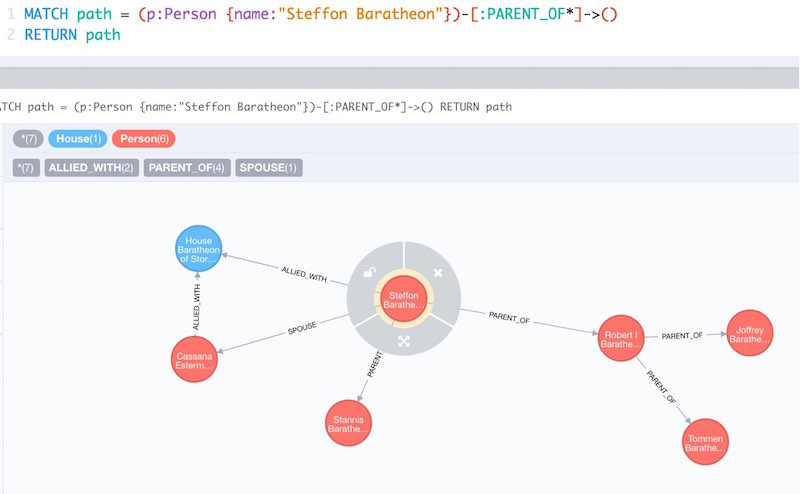 1 MATCH path = (p:Person {name:"Steffon Baratheon"})-[:PARENT_OF*]->()
2 RETURN path
ATCH path = (p:Person {name:"Steffon Baratheon"})-[:PARENT_OF*]->() RETURN path
*(7) House(1) Person(6)
*(7) ALLIED_WITH(2) PARENT_OF(4) SPOUSE(1)
House
Baratheon
of Stor…
ALLIED_WITH
Steffon
Barathe…
ALLIED_WITH
SPOUSE
PARENT_OF
Cassana
Esterm…
PARENT
Robert I
Barathe…
PARENT_OF
Joffrey
Barathe…
PARENT_OF
Stannis
Barathe…
Tommen
Barathe…